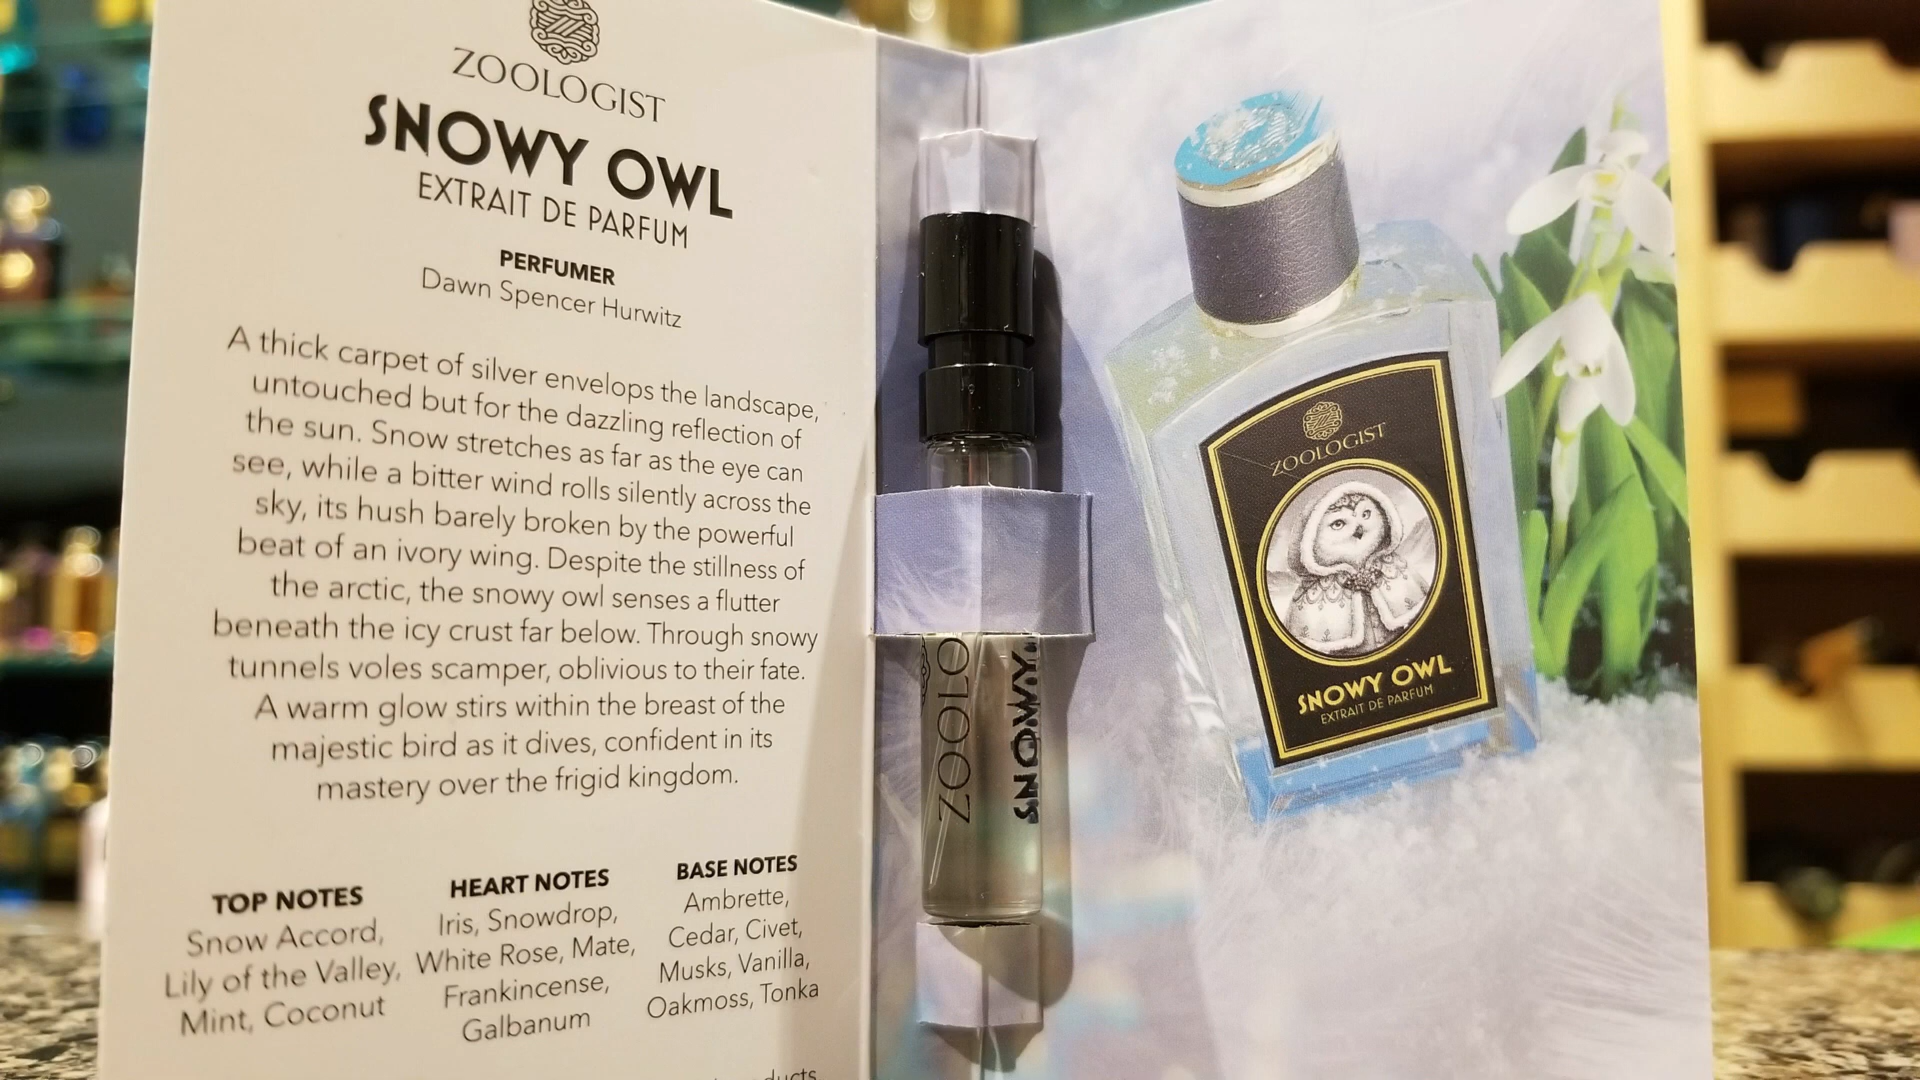 ZOOLOGIST
SNOWY OWL
EXTRAIT DE PARFUM
PERFUMER
Dawn Spencer Hurwitz
A thick carpet of silver envelops the landscape,
untouched but for the dazzling reflection of
the sun. Snow stretches as far as the eye can
see, while a bitter wind rolls silently across the
sky, its hush barely broken by the powerful
beat of an ivory wing. Despite the stillness of
the arctic, the snowy owl senses a flutter
beneath the icy crust far below. Through snowy
tunnels voles scamper, oblivious to their fate.
A warm glow stirs within the breast of the
majestic bird as it dives, confident in its
mastery over the frigid kingdom.
TOP NOTES
Snow Accord,
Lily of the Valley,
Mint, Coconut
HEART NOTES
Iris, Snowdrop,
White Rose, Mate,
Frankincense,
Galbanum
BASE NOTES
Ambrette,
Cedar, Civet,
Musks, Vanilla,
Oakmoss, Tonka
ZOOLO
SNOWY
ZOOLOGIST
SNOWY OWL
EXTRAIT DE PARFUM